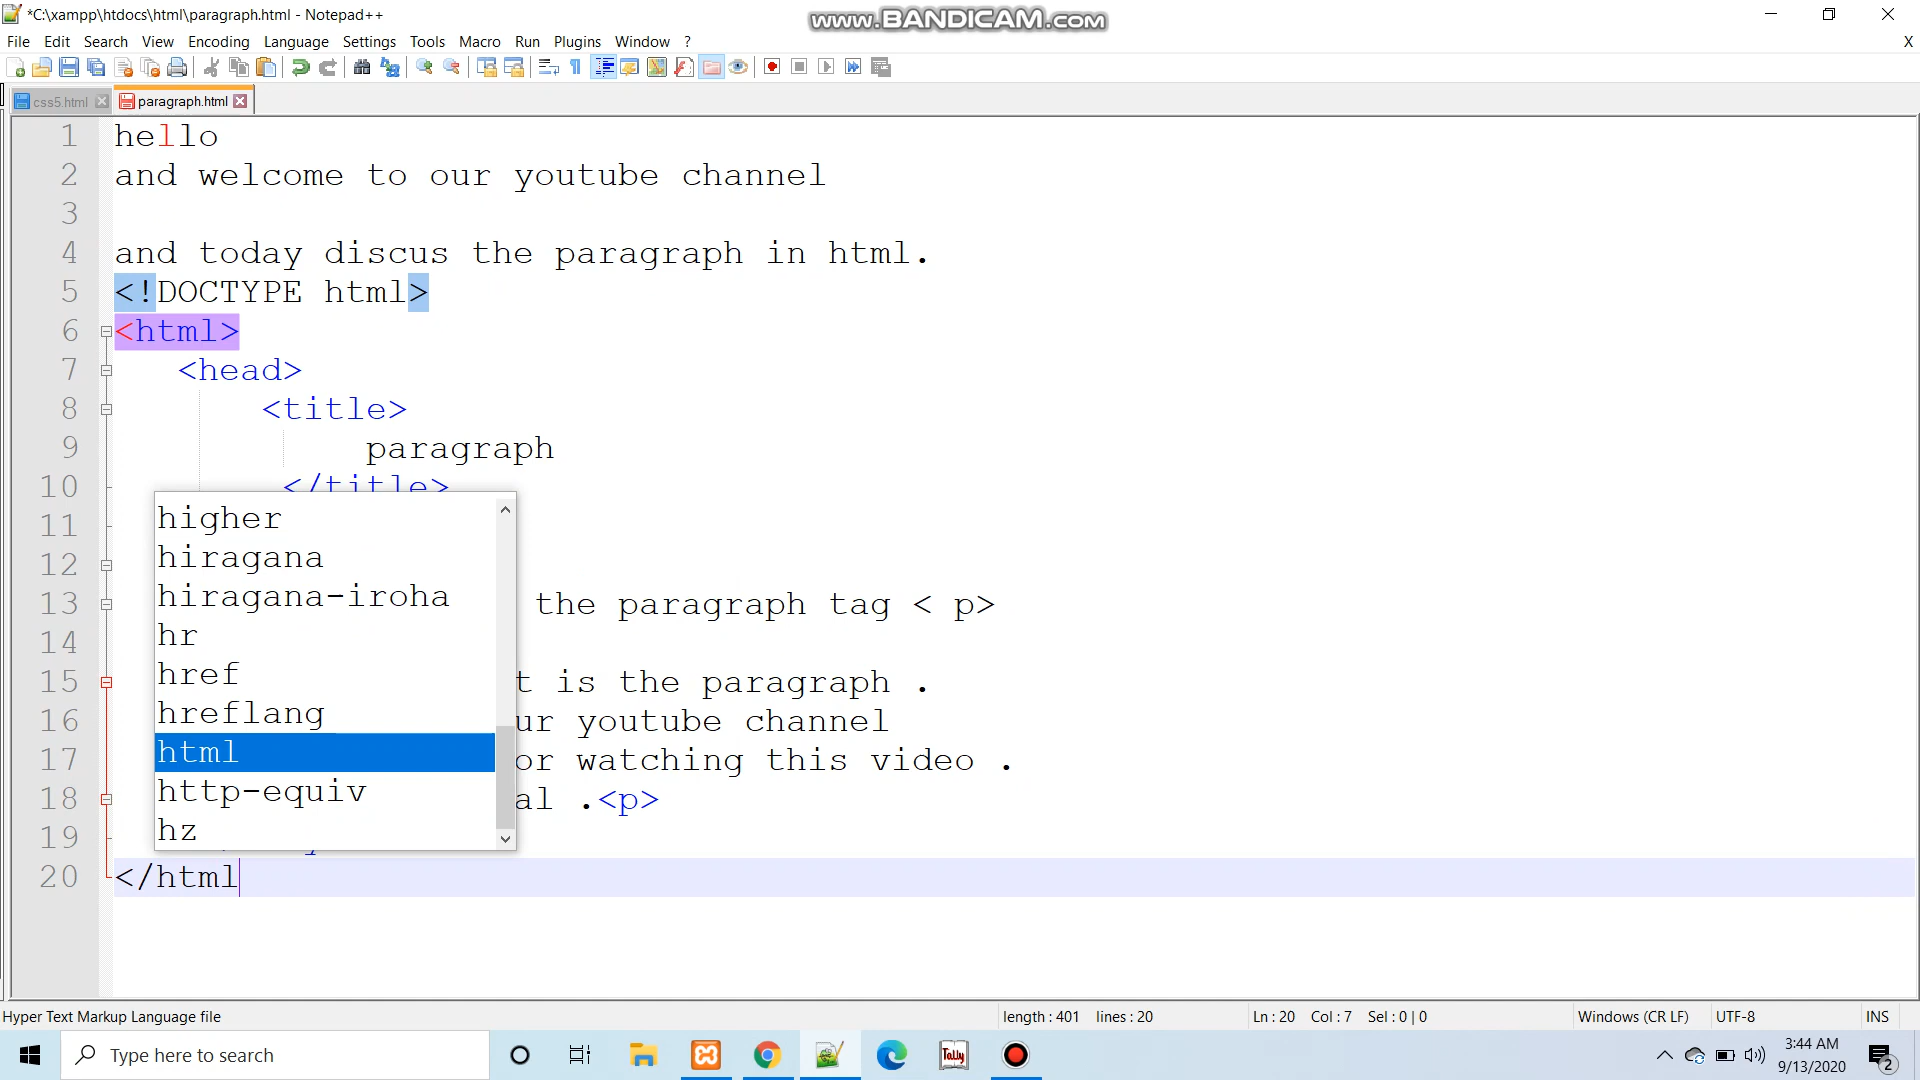 *C:\xampp\htdocs\html\paragraph.html - Notepad++
www.BANDICAM.com
File Edit Search View Encoding Language Settings Tools Macro Run Plugins Window ? X
css5.html paragraph.html
1 hello
2 and welcome to our youtube channel
3
4 and today discus the paragraph in html.
5 <!DOCTYPE html>
6 <html>
7 <head>
8 <title>
9 paragraph
10 </title>
11
12
13 the paragraph tag < p>
14
15 t is the paragraph .
16 ur youtube channel
17 or watching this video .
18 al .<p>
19
20 </html
higher
hiragana
hiragana-iroha
hr
href
hreflang
html
http-equiv
hz
Hyper Text Markup Language file length : 401 lines : 20 Ln : 20 Col : 7 Sel : 0 | 0 Windows (CR LF) UTF-8 INS
Type here to search
Tally
3:44 AM
9/13/2020
2